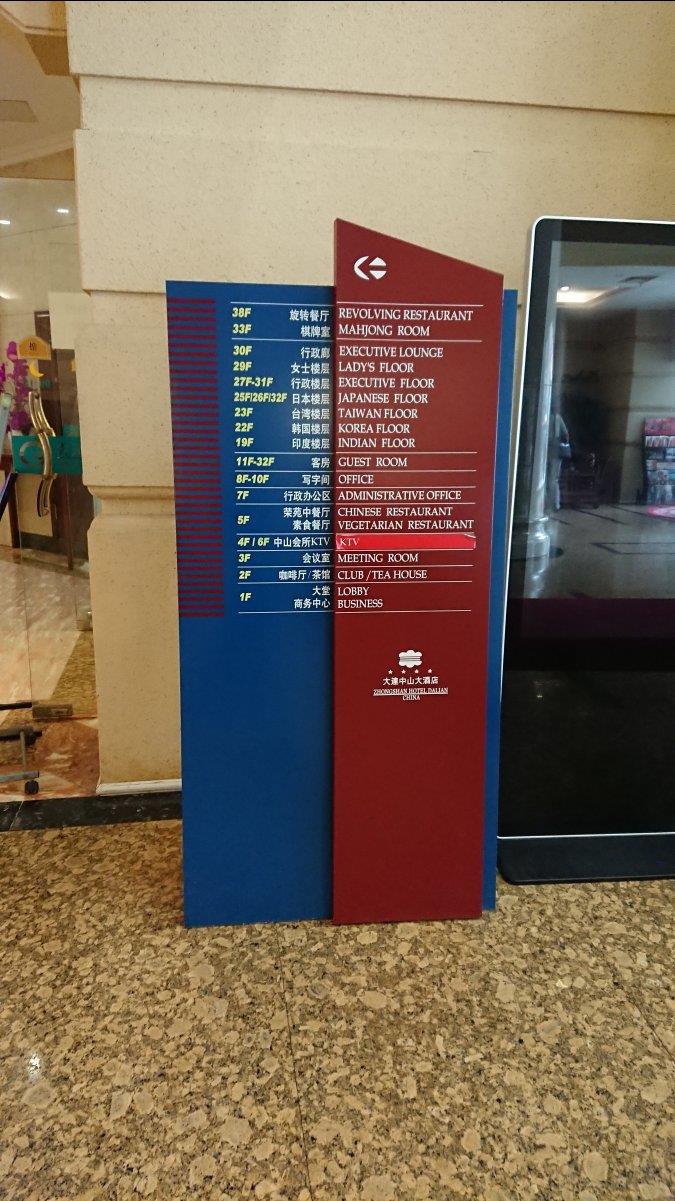 38F 旋转餐厅 REVOLVING RESTAURANT
33F 棋牌室 MAHJONG ROOM
30F 行政廊 EXECUTIVE LOUNGE
29F 女士楼层 LADY'S FLOOR
27F-31F 行政楼层 EXECUTIVE FLOOR
25F/26F/32F 日本楼层 JAPANESE FLOOR
23F 台湾楼层 TAIWAN FLOOR
22F 韩国楼层 KOREA FLOOR
19F 印度楼层 INDIAN FLOOR
11F-32F 客房 GUEST ROOM
8F-10F 写字间 OFFICE
7F 行政办公区 ADMINISTRATIVE OFFICE
5F 荣苑中餐厅 CHINESE RESTAURANT
素食餐厅 VEGETARIAN RESTAURANT
4F / 6F 中山会所KTV KTV
3F 会议室 MEETING ROOM
2F 咖啡厅/茶馆 CLUB /TEA HOUSE
1F 大堂 LOBBY
商务中心 BUSINESS
大连中山大酒店
ZHONGSHAN HOTEL DALIAN
CHINA